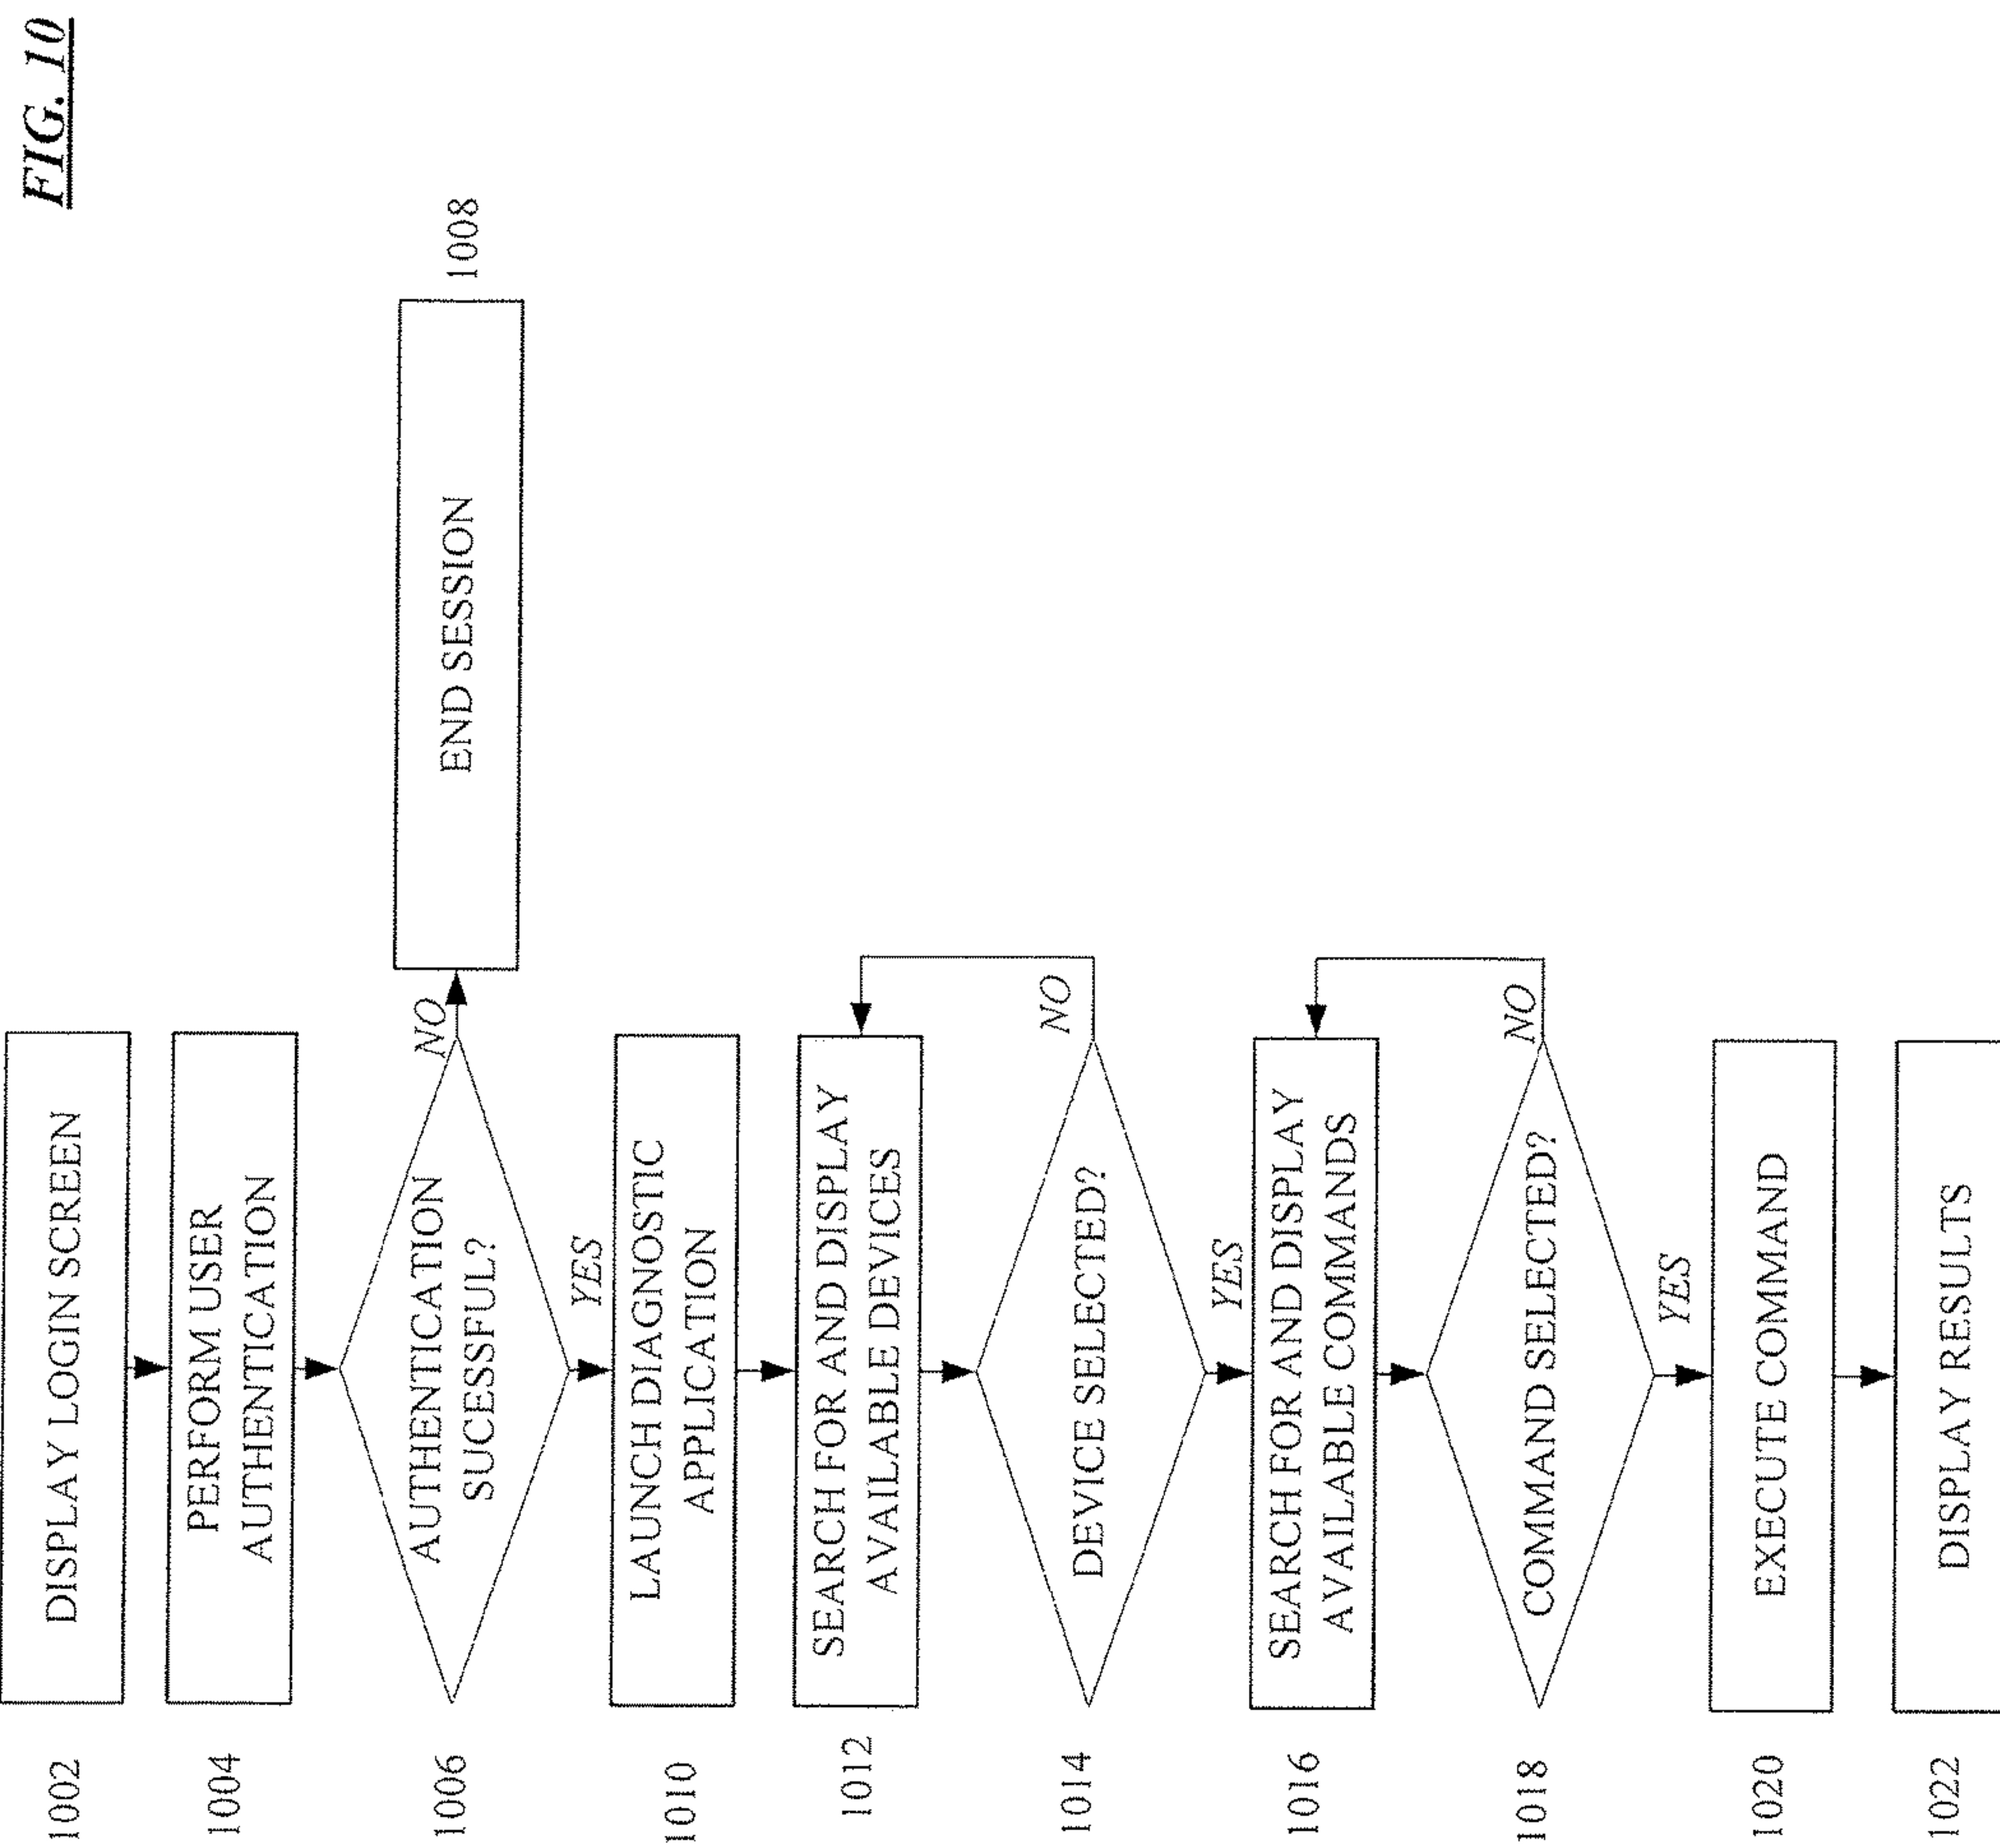 FIG. 10
1002
DISPLAY LOGIN SCREEN
1004
PERFORM USER
AUTHENTICATION
1006
AUTHENTICATION
SUCESSFUL?
NO
END SESSION
1008
YES
1010
LAUNCH DIAGNOSTIC
APPLICATION
1012
SEARCH FOR AND DISPLAY
AVAILABLE DEVICES
1014
DEVICE SELECTED?
NO
YES
1016
SEARCH FOR AND DISPLAY
AVAILABLE COMMANDS
1018
COMMAND SELECTED?
NO
YES
1020
EXECUTE COMMAND
1022
DISPLAY RESULTS